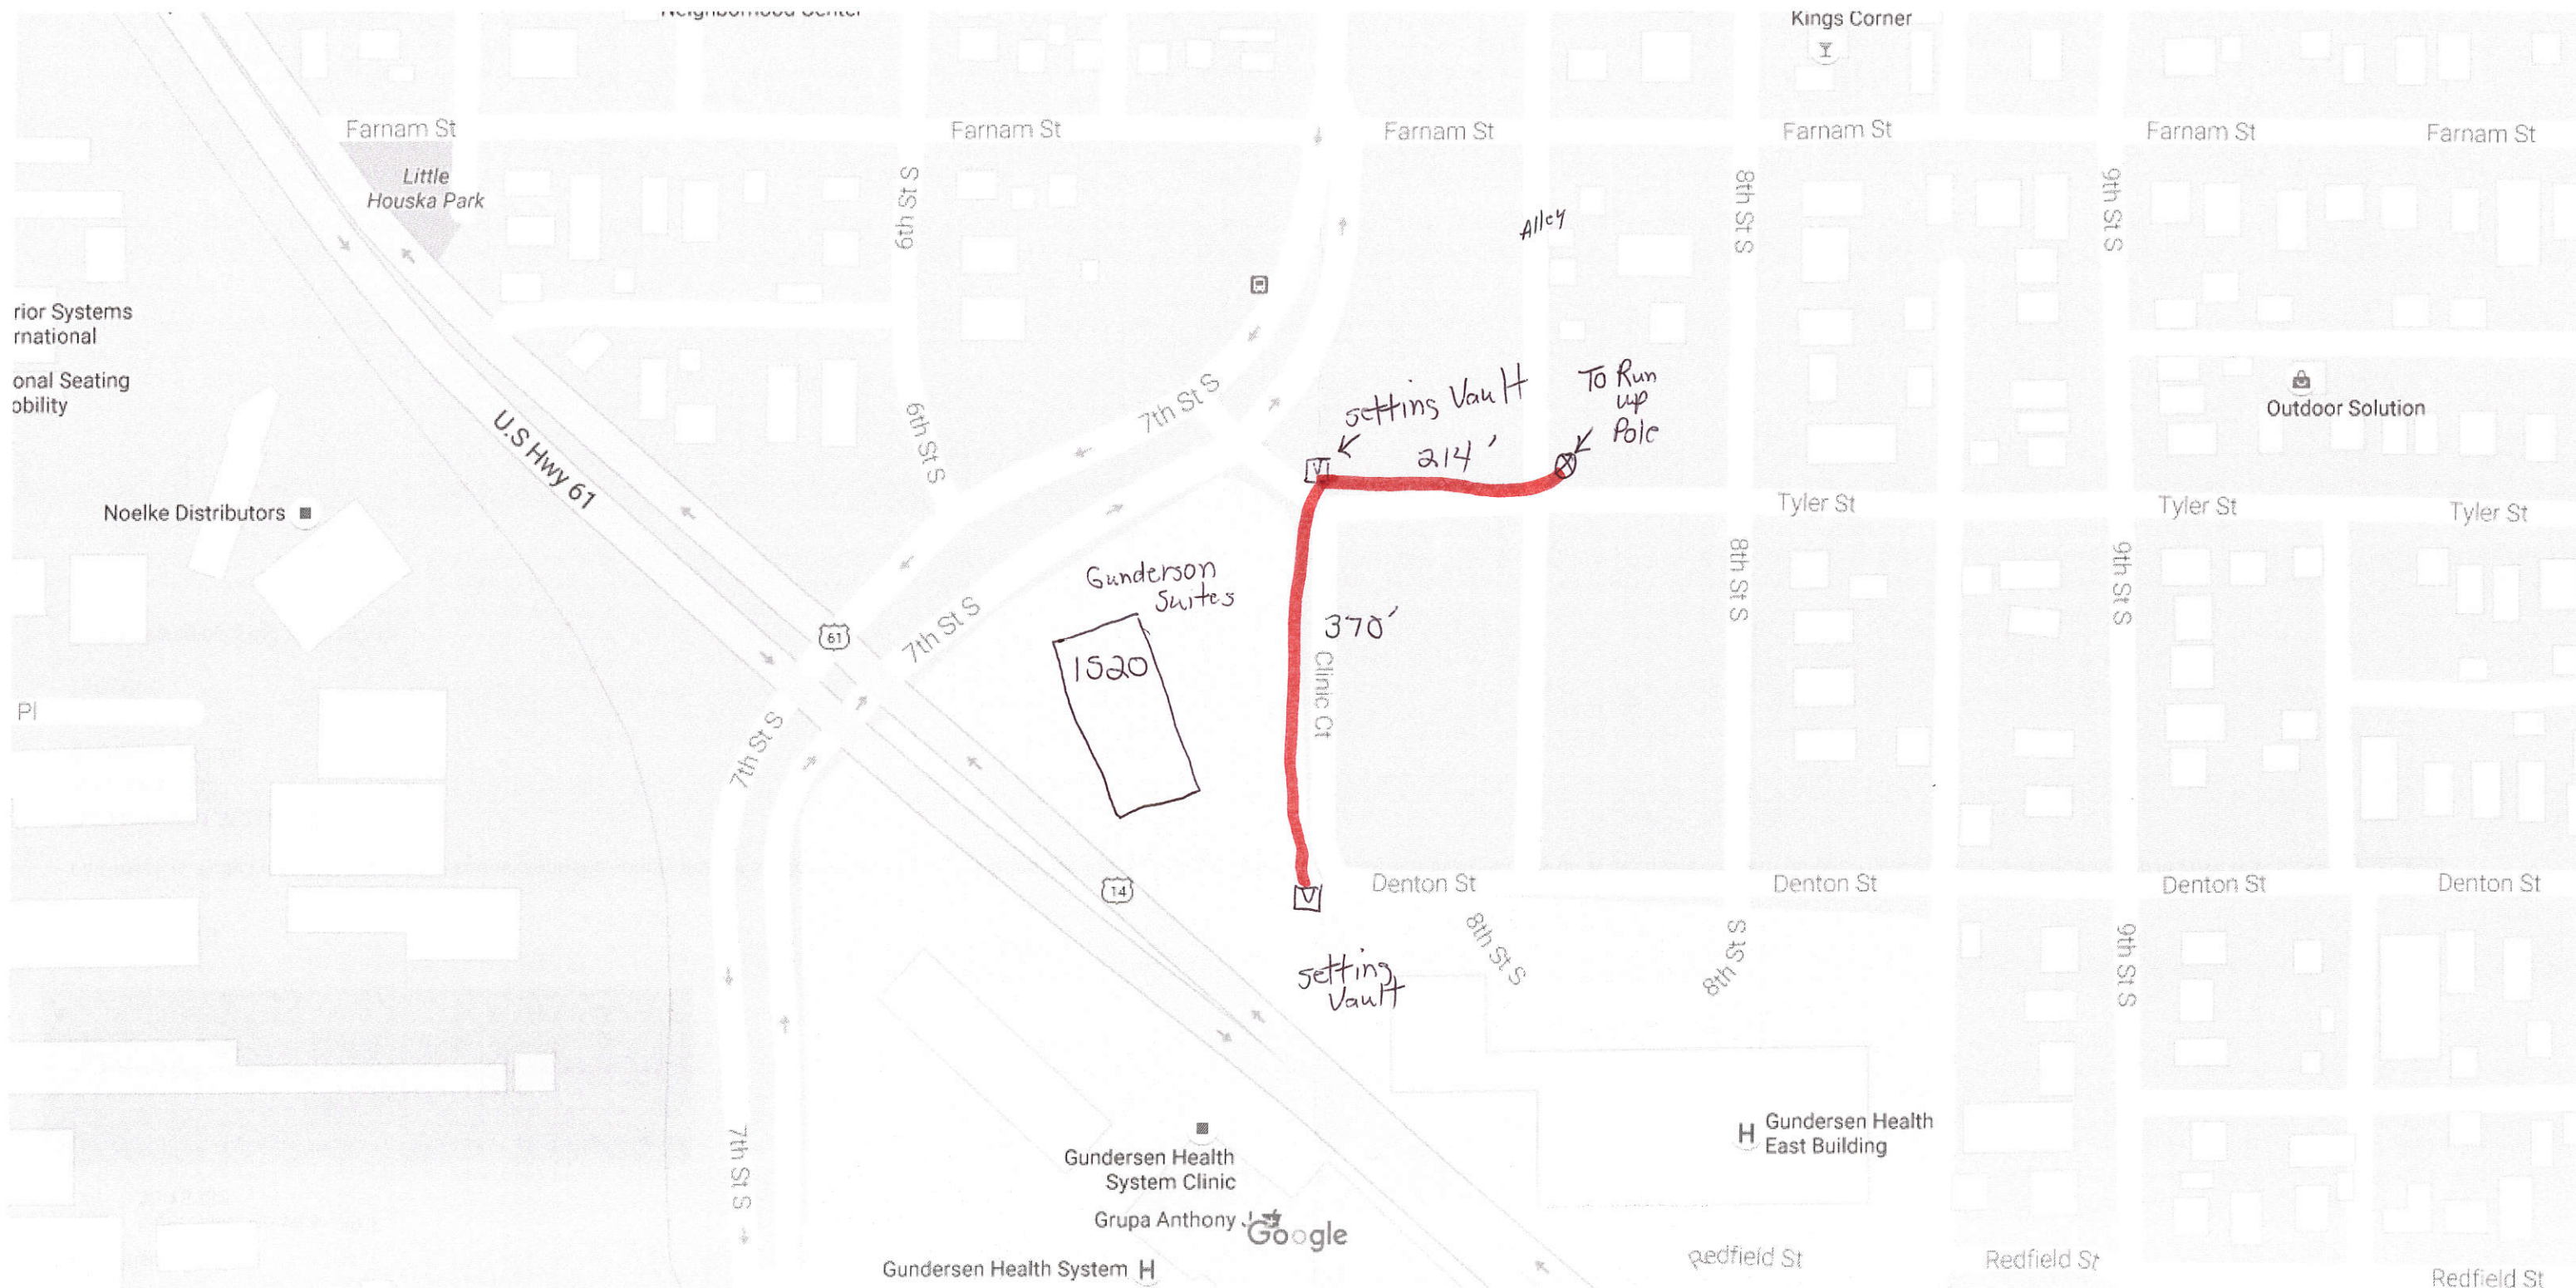 Neighborhood Center
Kings Corner
Farnam St
Farnam St
Farnam St
Farnam St
Farnam St
Farnam St
Little
Houska Park
6th St S
8th St S
9th St S
Alley
rior Systems
rnational
onal Seating
obility
U.S Hwy 61
6th St S
7th St S
setting Vault
To Run
up
Pole
214'
V
Outdoor Solution
Noelke Distributors
Tyler St
Tyler St
Tyler St
8th St S
9th St S
Gunderson
Suites
1520
61
7th St S
370'
Clinic Ct
Pl
7th St S
14
V
Denton St
Denton St
Denton St
Denton St
setting
Vault
8th St S
8th St S
9th St S
7th St S
Gundersen Health
System Clinic
H
Gundersen Health
East Building
Grupa Anthony J
Google
Gundersen Health System H
Redfield St
Redfield St
Redfield St